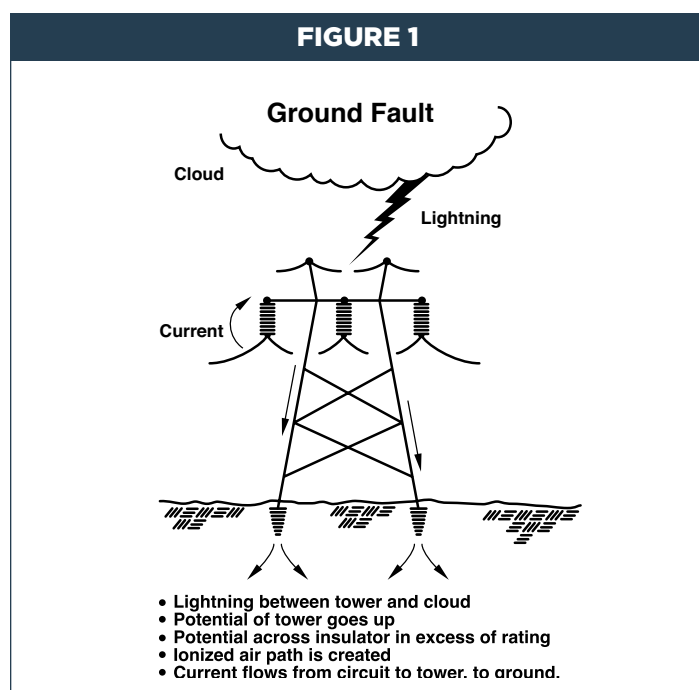 FIGURE 1
Ground Fault
Cloud
Lightning
Current
• Lightning between tower and cloud
• Potential of tower goes up
• Potential across insulator in excess of rating
• Ionized air path is created
• Current flows from circuit to tower, to ground.